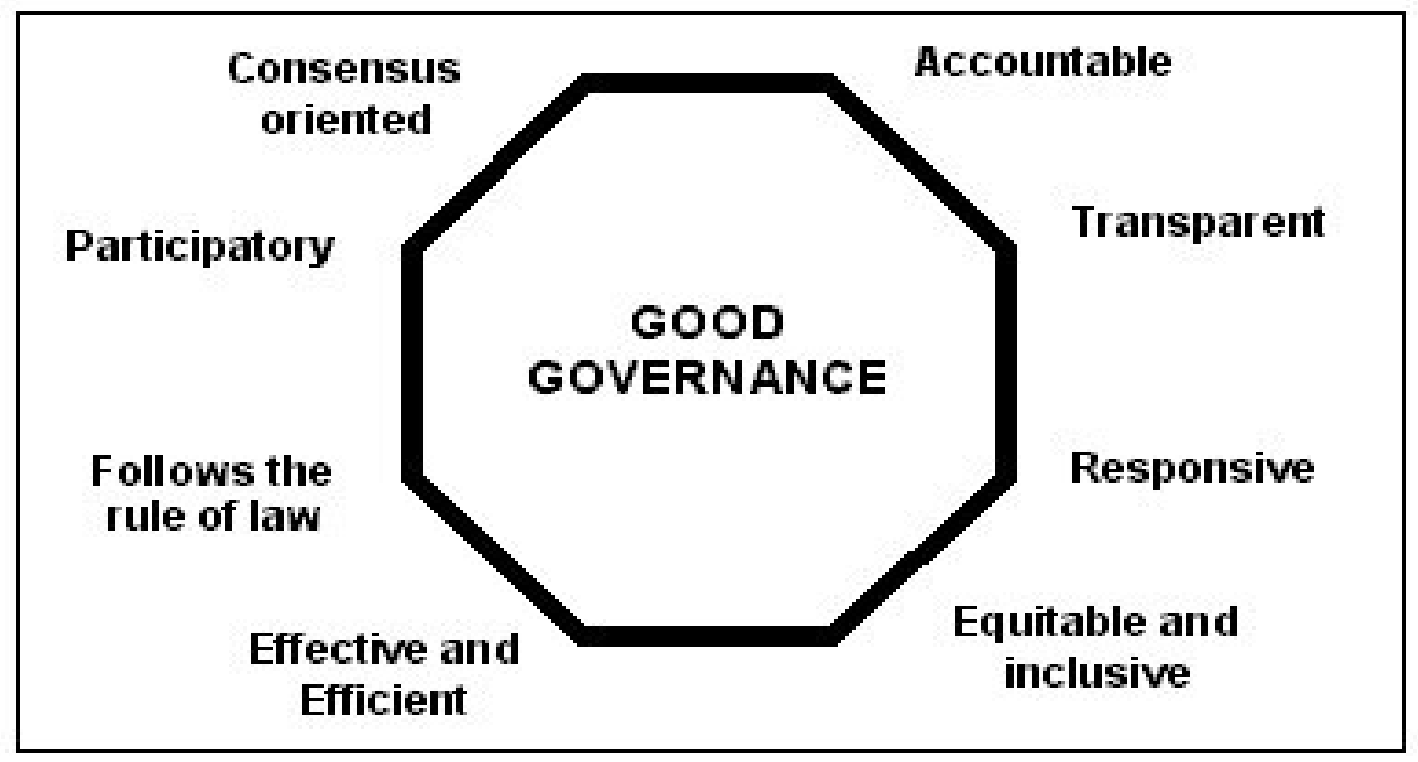 Consensus
oriented
Accountable
Participatory
Transparent
GOOD
GOVERNANCE
Follows the
rule of law
Responsive
Effective and
Efficient
Equitable and
inclusive